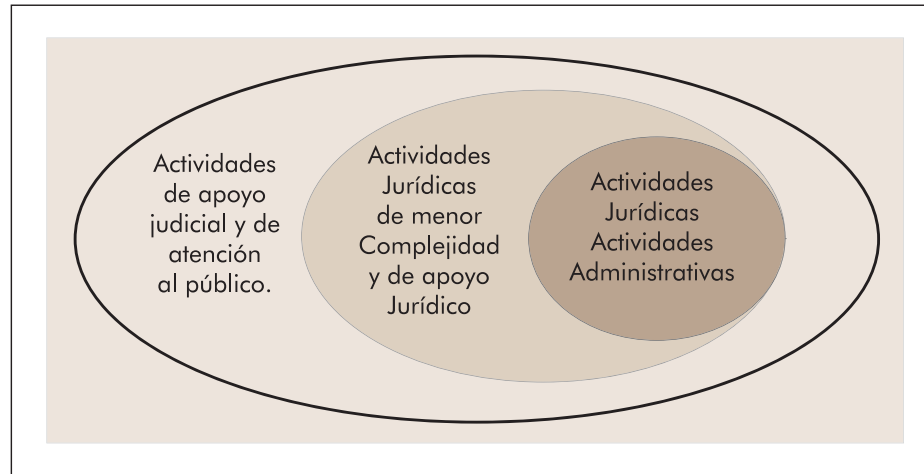 Actividades
de apoyo
judicial y de
atención
al público.
Actividades
Jurídicas
de menor
Complejidad
y de apoyo
Jurídico
Actividades
Jurídicas
Actividades
Administrativas